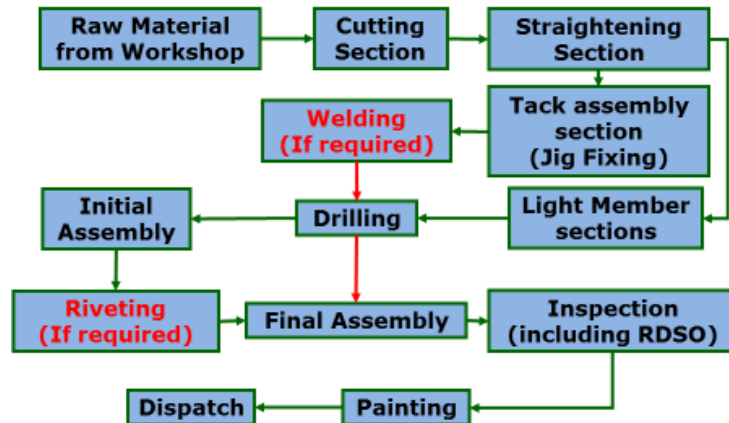 Raw Material
from Workshop
Cutting
Section
Straightening
Section
Welding
(If required)
Tack assembly
section
(Jig Fixing)
Initial
Assembly
Drilling
Light Member
sections
Riveting
(If required)
Final Assembly
Inspection
(including RDSO)
Dispatch
Painting